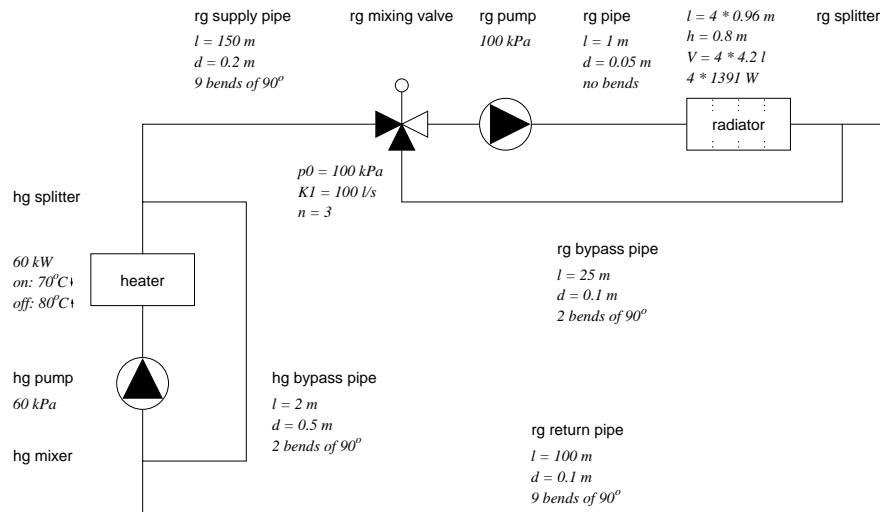 rg supply pipe
l = 150 m
d = 0.2 m
9 bends of 90°
rg mixing valve
rg pump
100 kPa
rg pipe
l = 1 m
d = 0.05 m
no bends
l = 4 * 0.96 m
h = 0.8 m
V = 4 * 4.2 l
4 * 1391 W
rg splitter
radiator
p0 = 100 kPa
K1 = 100 l/s
n = 3
hg splitter
60 kW
on: 70°C
off: 80°C
heater
rg bypass pipe
l = 25 m
d = 0.1 m
2 bends of 90°
hg pump
60 kPa
hg bypass pipe
l = 2 m
d = 0.5 m
2 bends of 90°
hg mixer
rg return pipe
l = 100 m
d = 0.1 m
9 bends of 90°